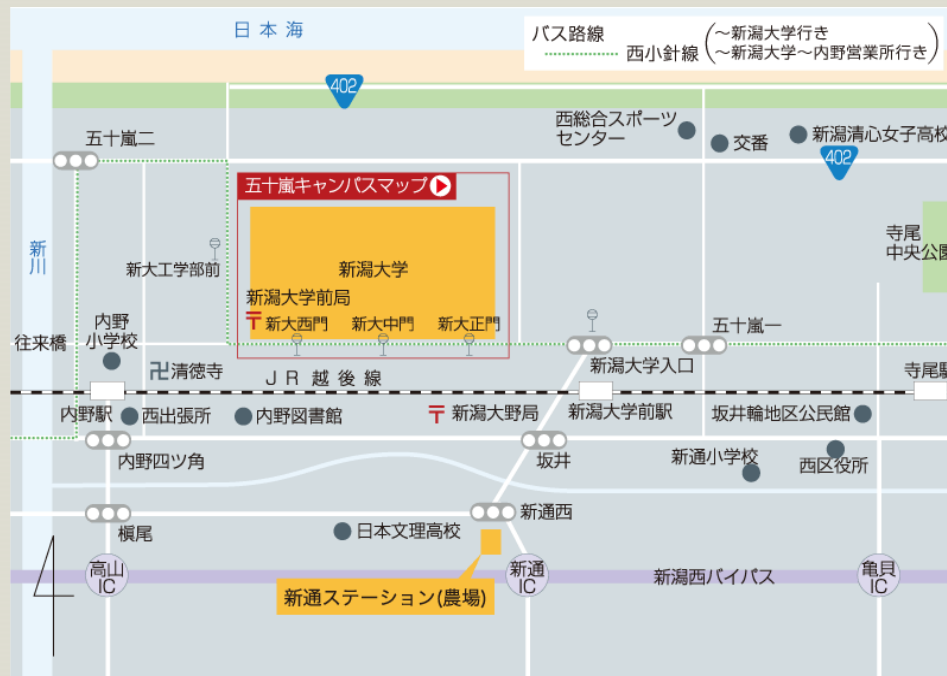 日本海
バス路線
西小針線
(～新潟大学行き
～新潟大学～内野営業所行き)
402
五十嵐二
西総合スポーツ
センター
交番
新潟清心女子高校
402
五十嵐キャンパスマップ
新川
新大工学部前
新潟大学
寺尾
中央公園
新潟大学前局
新大西門
新大中門
新大正門
五十嵐一
往来橋
内野
小学校
卍清徳寺
JR越後線
新潟大学入口
寺尾駅
内野駅
西出張所
内野図書館
〒
新潟大野局
新潟大学前駅
坂井輪地区公民館
内野四ツ角
坂井
新通小学校
西区役所
槇尾
日本文理高校
新通西
高山
IC
新通
IC
新潟西バイパス
亀貝
IC
新通ステーション(農場)